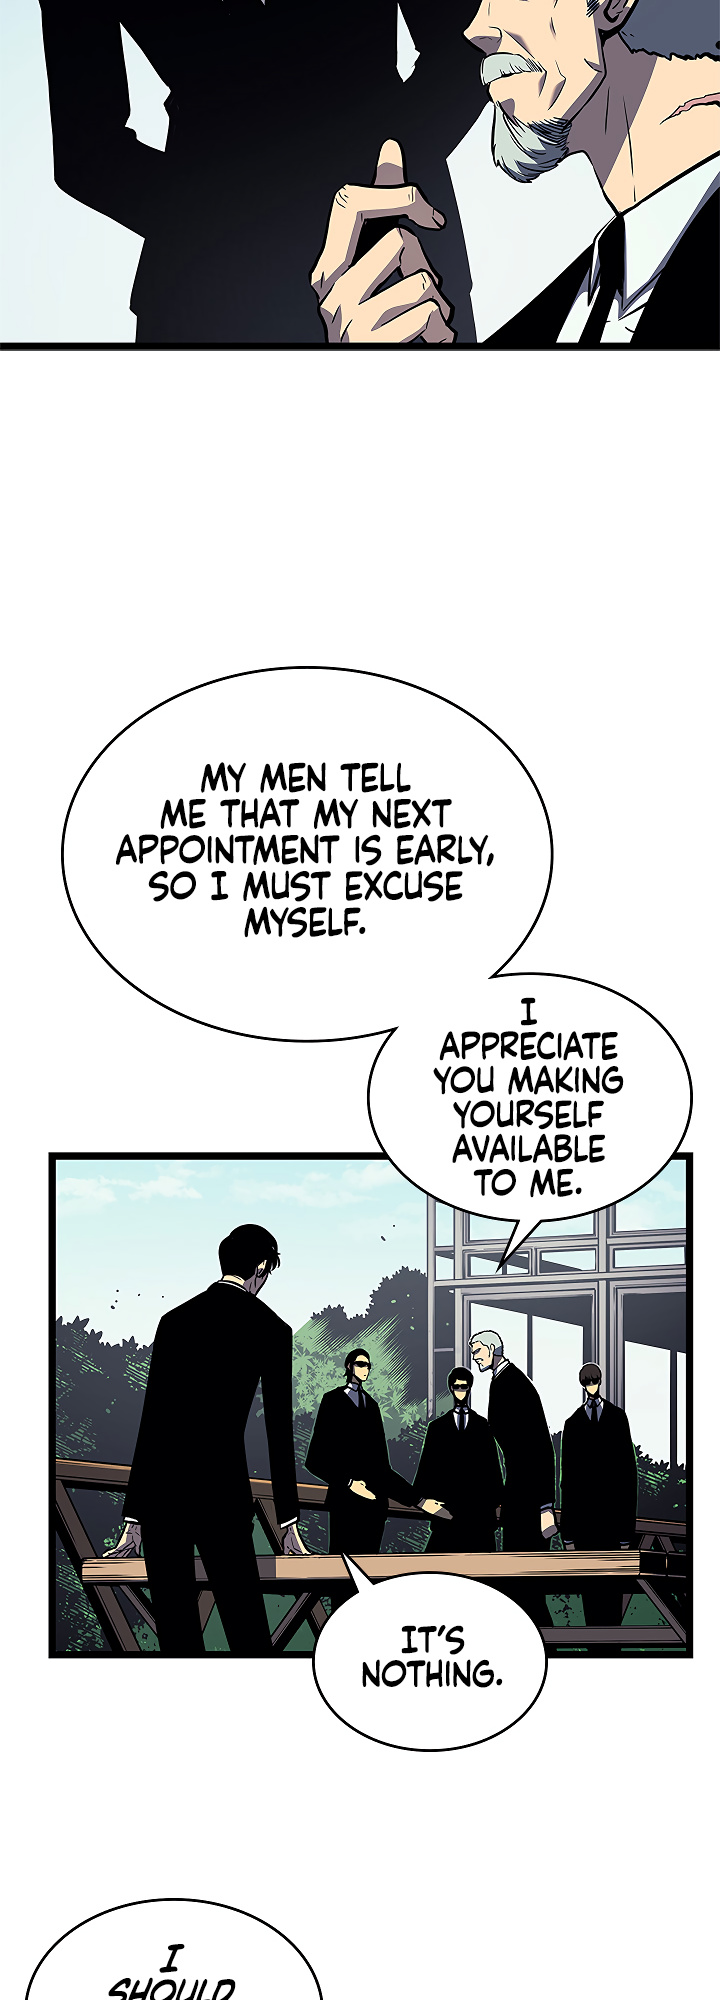 MY MEN TELL
ME THAT MY NEXT
APPOINTMENT IS EARLY,
SO I MUST EXCUSE
MYSELF.
I
APPRECIATE
YOU MAKING
YOURSELF
AVAILABLE
TO ME.
IT'S
NOTHING.
I
SHOULD